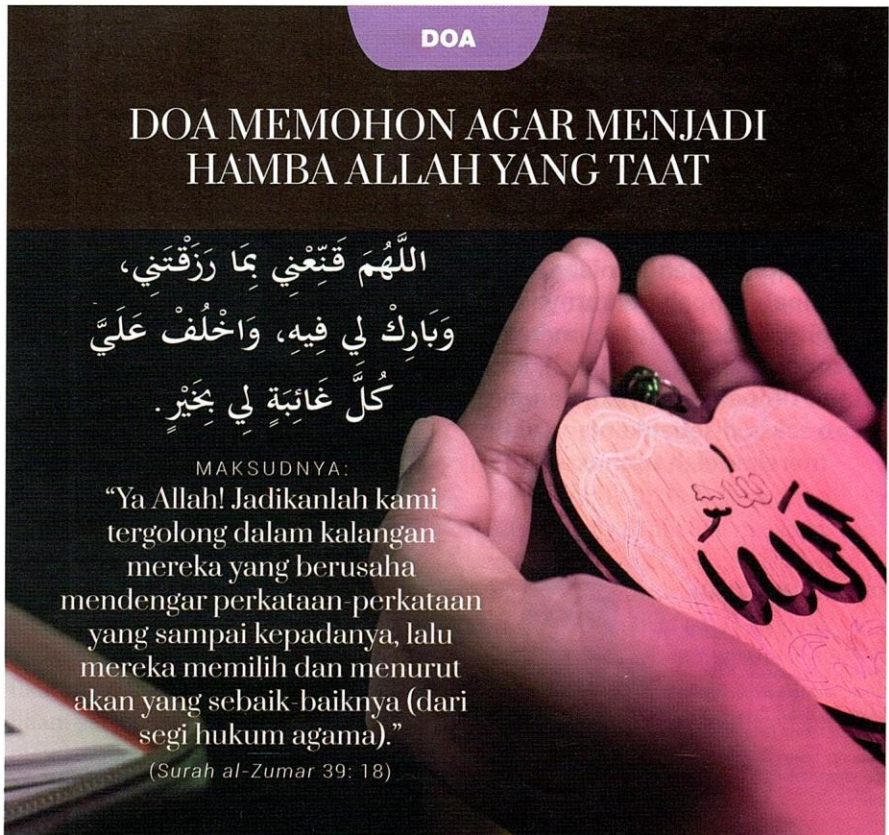 DOA
DOA MEMOHON AGAR MENJADI
HAMBA ALLAH YANG TAAT
اللَّهُمَ قَنِّعْنِي بِمَا رَزَقْتَنِي،
وَبَارِكْ لِي فِيهِ، وَاخْلُفْ عَلَيَّ
كُلَّ غَائِبَةٍ لِي بِخَيْرٍ.
MAKSUDNYA:
“Ya Allah! Jadikanlah kami
tergolong dalam kalangan
mereka yang berusaha
mendengar perkataan-perkataan
yang sampai kepadanya, lalu
mereka memilih dan menurut
akan yang sebaik-baiknya (dari
segi hukum agama).”
(Surah al-Zumar 39: 18)
الله